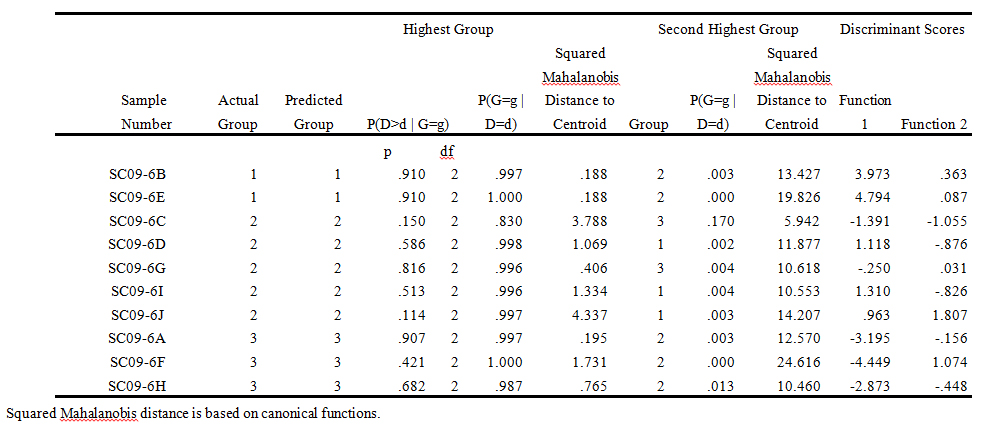 Highest Group Second Highest Group Discriminant Scores
Squared Squared
Mahalanobis Mahalanobis
Sample Actual Predicted P(G=g | Distance to P(G=g | Distance to Function
Number Group Group P(D>d | G=g) D=d) Centroid Group D=d) Centroid 1 Function 2
p df
SC09-6B 1 1 .910 2 .997 .188 2 .003 13.427 3.973 .363
SC09-6E 1 1 .910 2 1.000 .188 2 .000 19.826 4.794 .087
SC09-6C 2 2 .150 2 .830 3.788 3 .170 5.942 -1.391 -1.055
SC09-6D 2 2 .586 2 .998 1.069 1 .002 11.877 1.118 -.876
SC09-6G 2 2 .816 2 .996 .406 3 .004 10.618 -.250 .031
SC09-6I 2 2 .513 2 .996 1.334 1 .004 10.553 1.310 -.826
SC09-6J 2 2 .114 2 .997 4.337 1 .003 14.207 .963 1.807
SC09-6A 3 3 .907 2 .997 .195 2 .003 12.570 -3.195 -.156
SC09-6F 3 3 .421 2 1.000 1.731 2 .000 24.616 -4.449 1.074
SC09-6H 3 3 .682 2 .987 .765 2 .013 10.460 -2.873 -.448
Squared Mahalanobis distance is based on canonical functions.